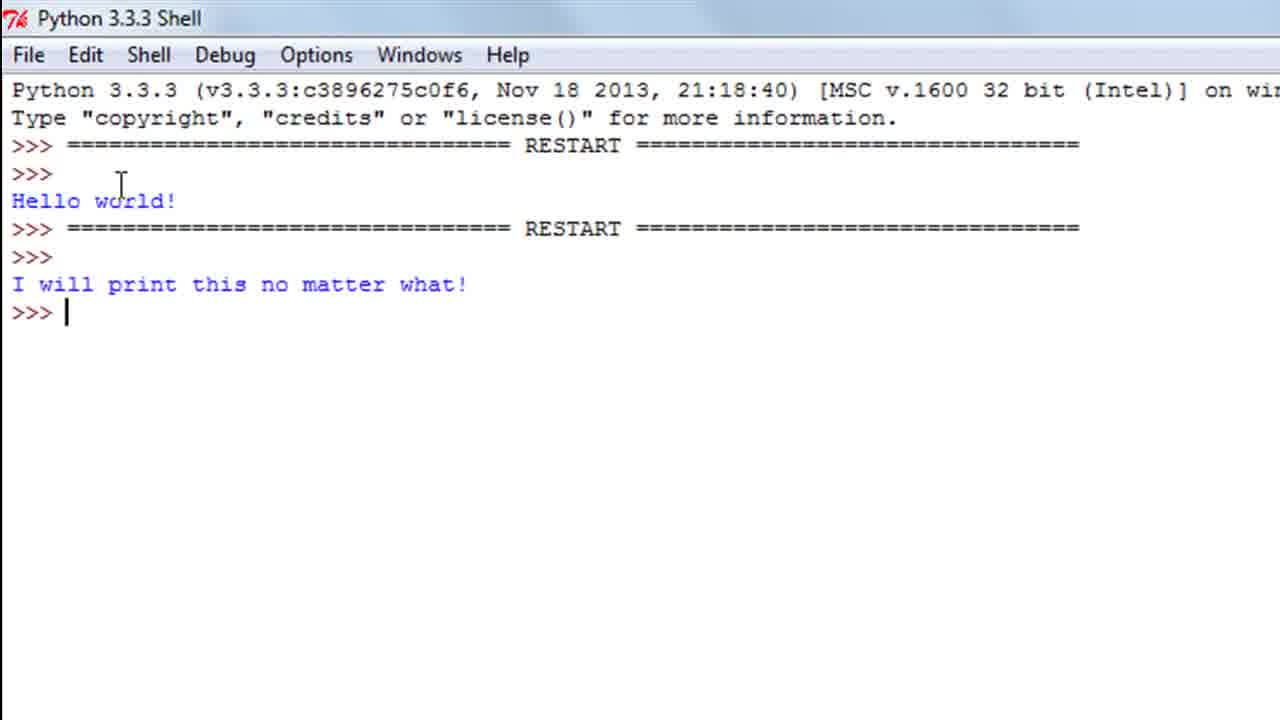 Python 3.3.3 Shell
File Edit Shell Debug Options Windows Help
Python 3.3.3 (v3.3.3:c3896275c0f6, Nov 18 2013, 21:18:40) [MSC v.1600 32 bit (Intel)] on
Type "copyright", "credits" or "license()" for more information.
>>> ================================ RESTART ================================
>>>
Hello world!
>>> ================================ RESTART ================================
>>>
I will print this no matter what!
>>>